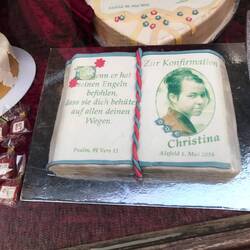 Denn er hat
seinen Engeln
befohlen,
dass sie dich behüten
auf allen deinen
Wegen.
Psalm, 91 Vers 11
Zur Konfirmation
Christina
Alsfeld 1. Mai 2016